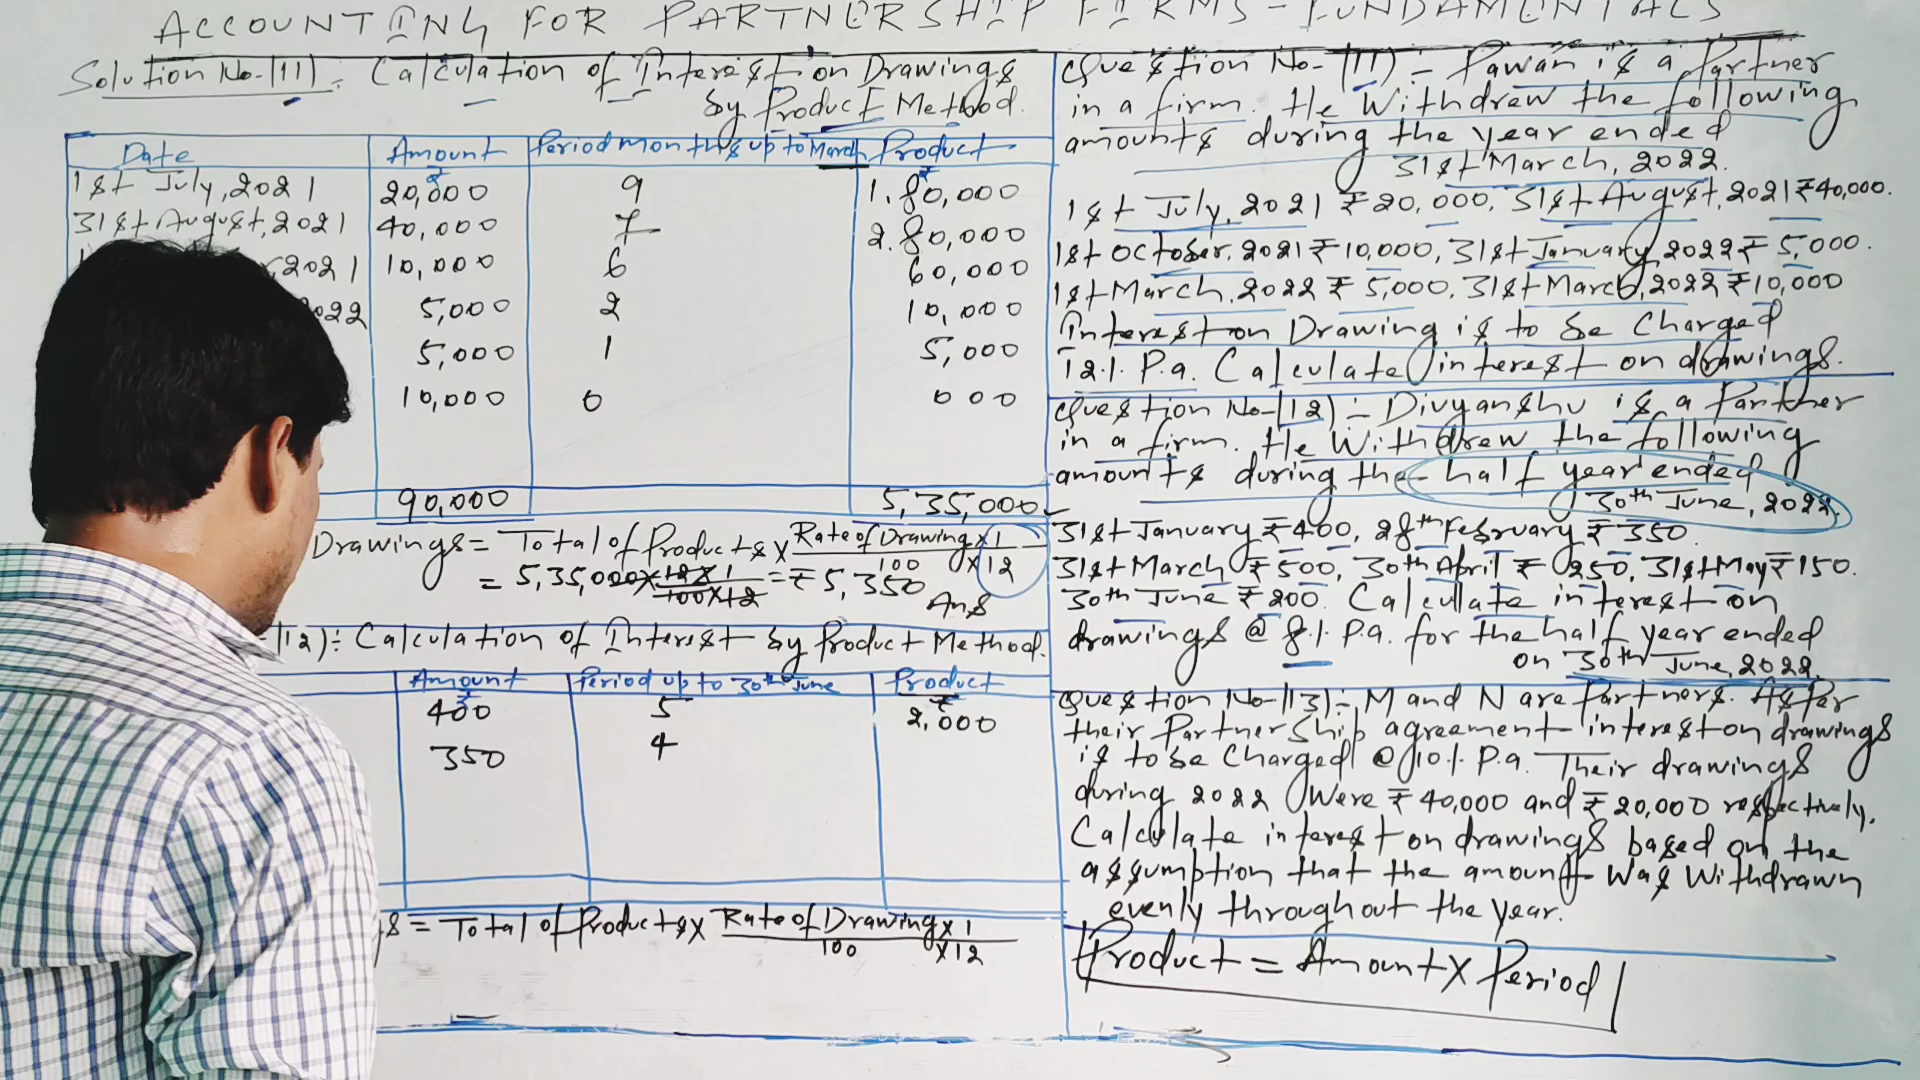 ACCOUNTING FOR PARTNERSHIP FIRMS - FUNDAMENTALS
Solution No-(11) : Calculation of Interest on Drawings
by Product Method.
Date Amount Period months up to March Product
₹ ₹
1st July, 2021 20,000 9 1,80,000
31st August, 2021 40,000 7 2,80,000
2021 10,000 6 60,000
2022 5,000 2 10,000
5,000 1 5,000
10,000 0 000
90,000 5,35,000
Drawings = Total of Products X Rate of Drawing X 1
100 X 12
= 5,35,000 X 12 X 1 = ₹ 5,350
100 X 12 Ans
(12) : Calculation of Interest by Product Method.
Amount Period up to 30th June Product
₹ ₹
400 5 2,000
350 4
s = Total of Products X Rate of Drawing X 1
100 X 12
Question No-(11) :- Pawan is a Partner
in a firm. He Withdrew the following
amounts during the year ended
31st March, 2022.
1st July, 2021 ₹ 20,000, 31st August, 2021 ₹ 40,000.
1st October, 2021 ₹ 10,000, 31st January, 2022 ₹ 5,000.
1st March, 2022 ₹ 5,000, 31st March, 2022 ₹ 10,000
Interest on Drawing is to be Charged
12% P.a. Calculate interest on drawings.
Question No-(12) :- Divyanshu is a Partner
in a firm. He Withdrew the following
amounts during the half year ended
30th June, 2022.
31st January ₹ 400, 28th February ₹ 350.
31st March ₹ 500, 30th April ₹ 250, 31st May ₹ 150.
30th June ₹ 200. Calculate interest on
drawings @ 8% P.a. for the half year ended
on 30th June, 2022.
Question No-(13) :- M and N are Partners. As Per
their Partnership agreement interest on drawings
is to be Charged @ 10% P.a. Their drawings
during 2022 Were ₹ 40,000 and ₹ 20,000 respectively.
Calculate interest on drawings based on the
assumption that the amount Was Withdrawn
evenly throughout the year.
Product = Amount X Period